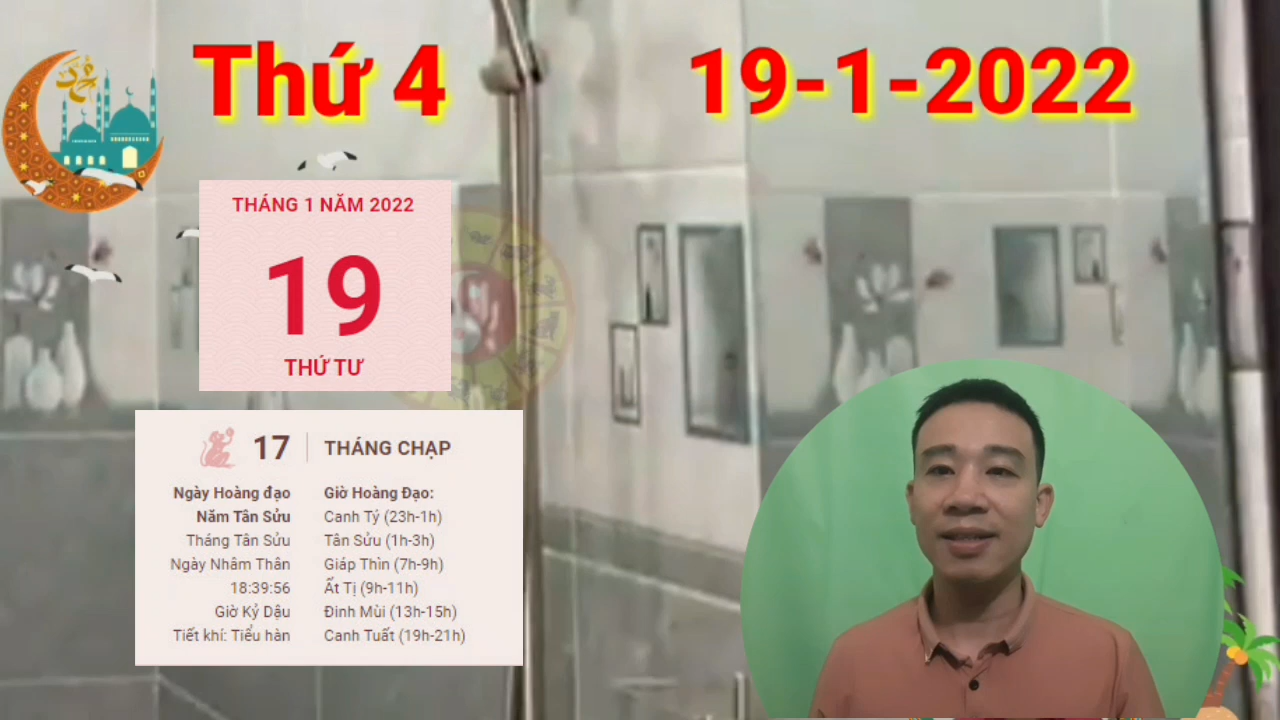 Thứ 4
19-1-2022
THÁNG 1 NĂM 2022
19
THỨ TƯ
17
THÁNG CHẠP
Ngày Hoàng đạo
Năm Tân Sửu
Tháng Tân Sửu
Ngày Nhâm Thân
18:39:56
Giờ Kỷ Dậu
Tiết khí: Tiểu hàn
Giờ Hoàng Đạo:
Canh Tý (23h-1h)
Tân Sửu (1h-3h)
Giáp Thìn (7h-9h)
Ất Tị (9h-11h)
Đinh Mùi (13h-15h)
Canh Tuất (19h-21h)